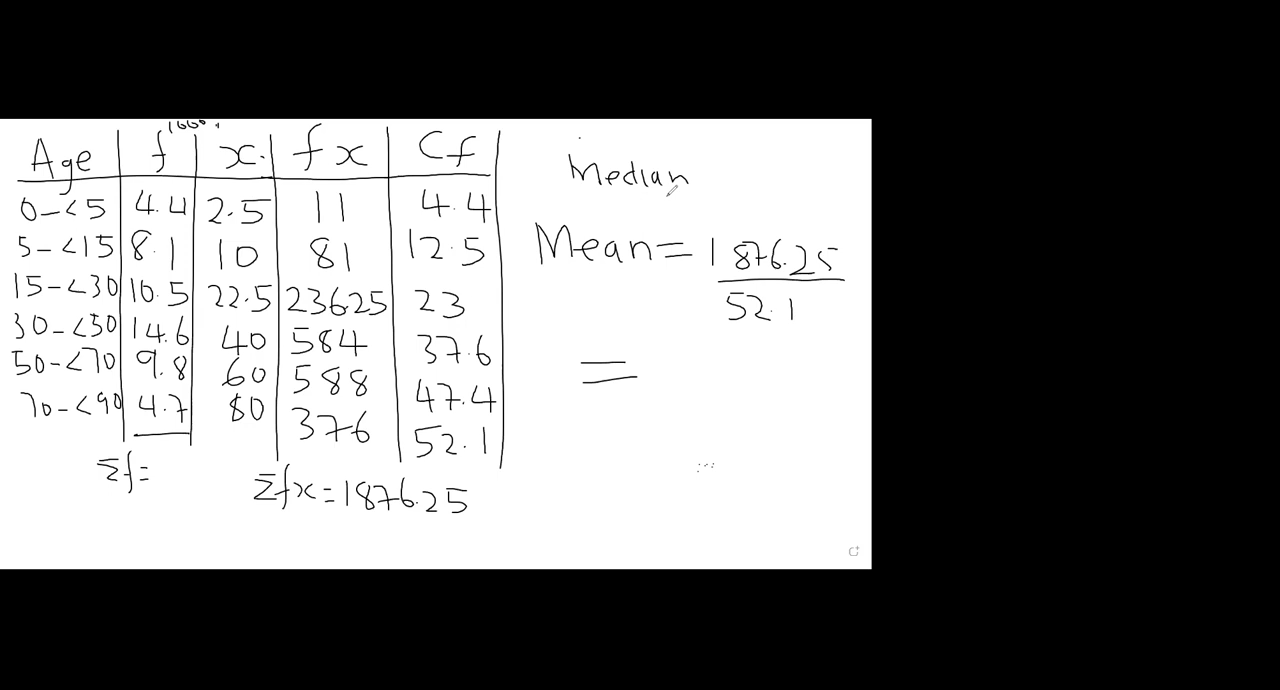 1000s
Age f x. fx Cf
0-<5 4.4 2.5 11 4.4
5-<15 8.1 10 81 12.5
15-<30 10.5 22.5 236.25 23
30-<50 14.6 40 584 37.6
50-<70 9.8 60 588 47.4
70-<90 4.7 80 376 52.1
Σf=
Σfx=1876.25
Median
Mean= 1876.25
52.1
=